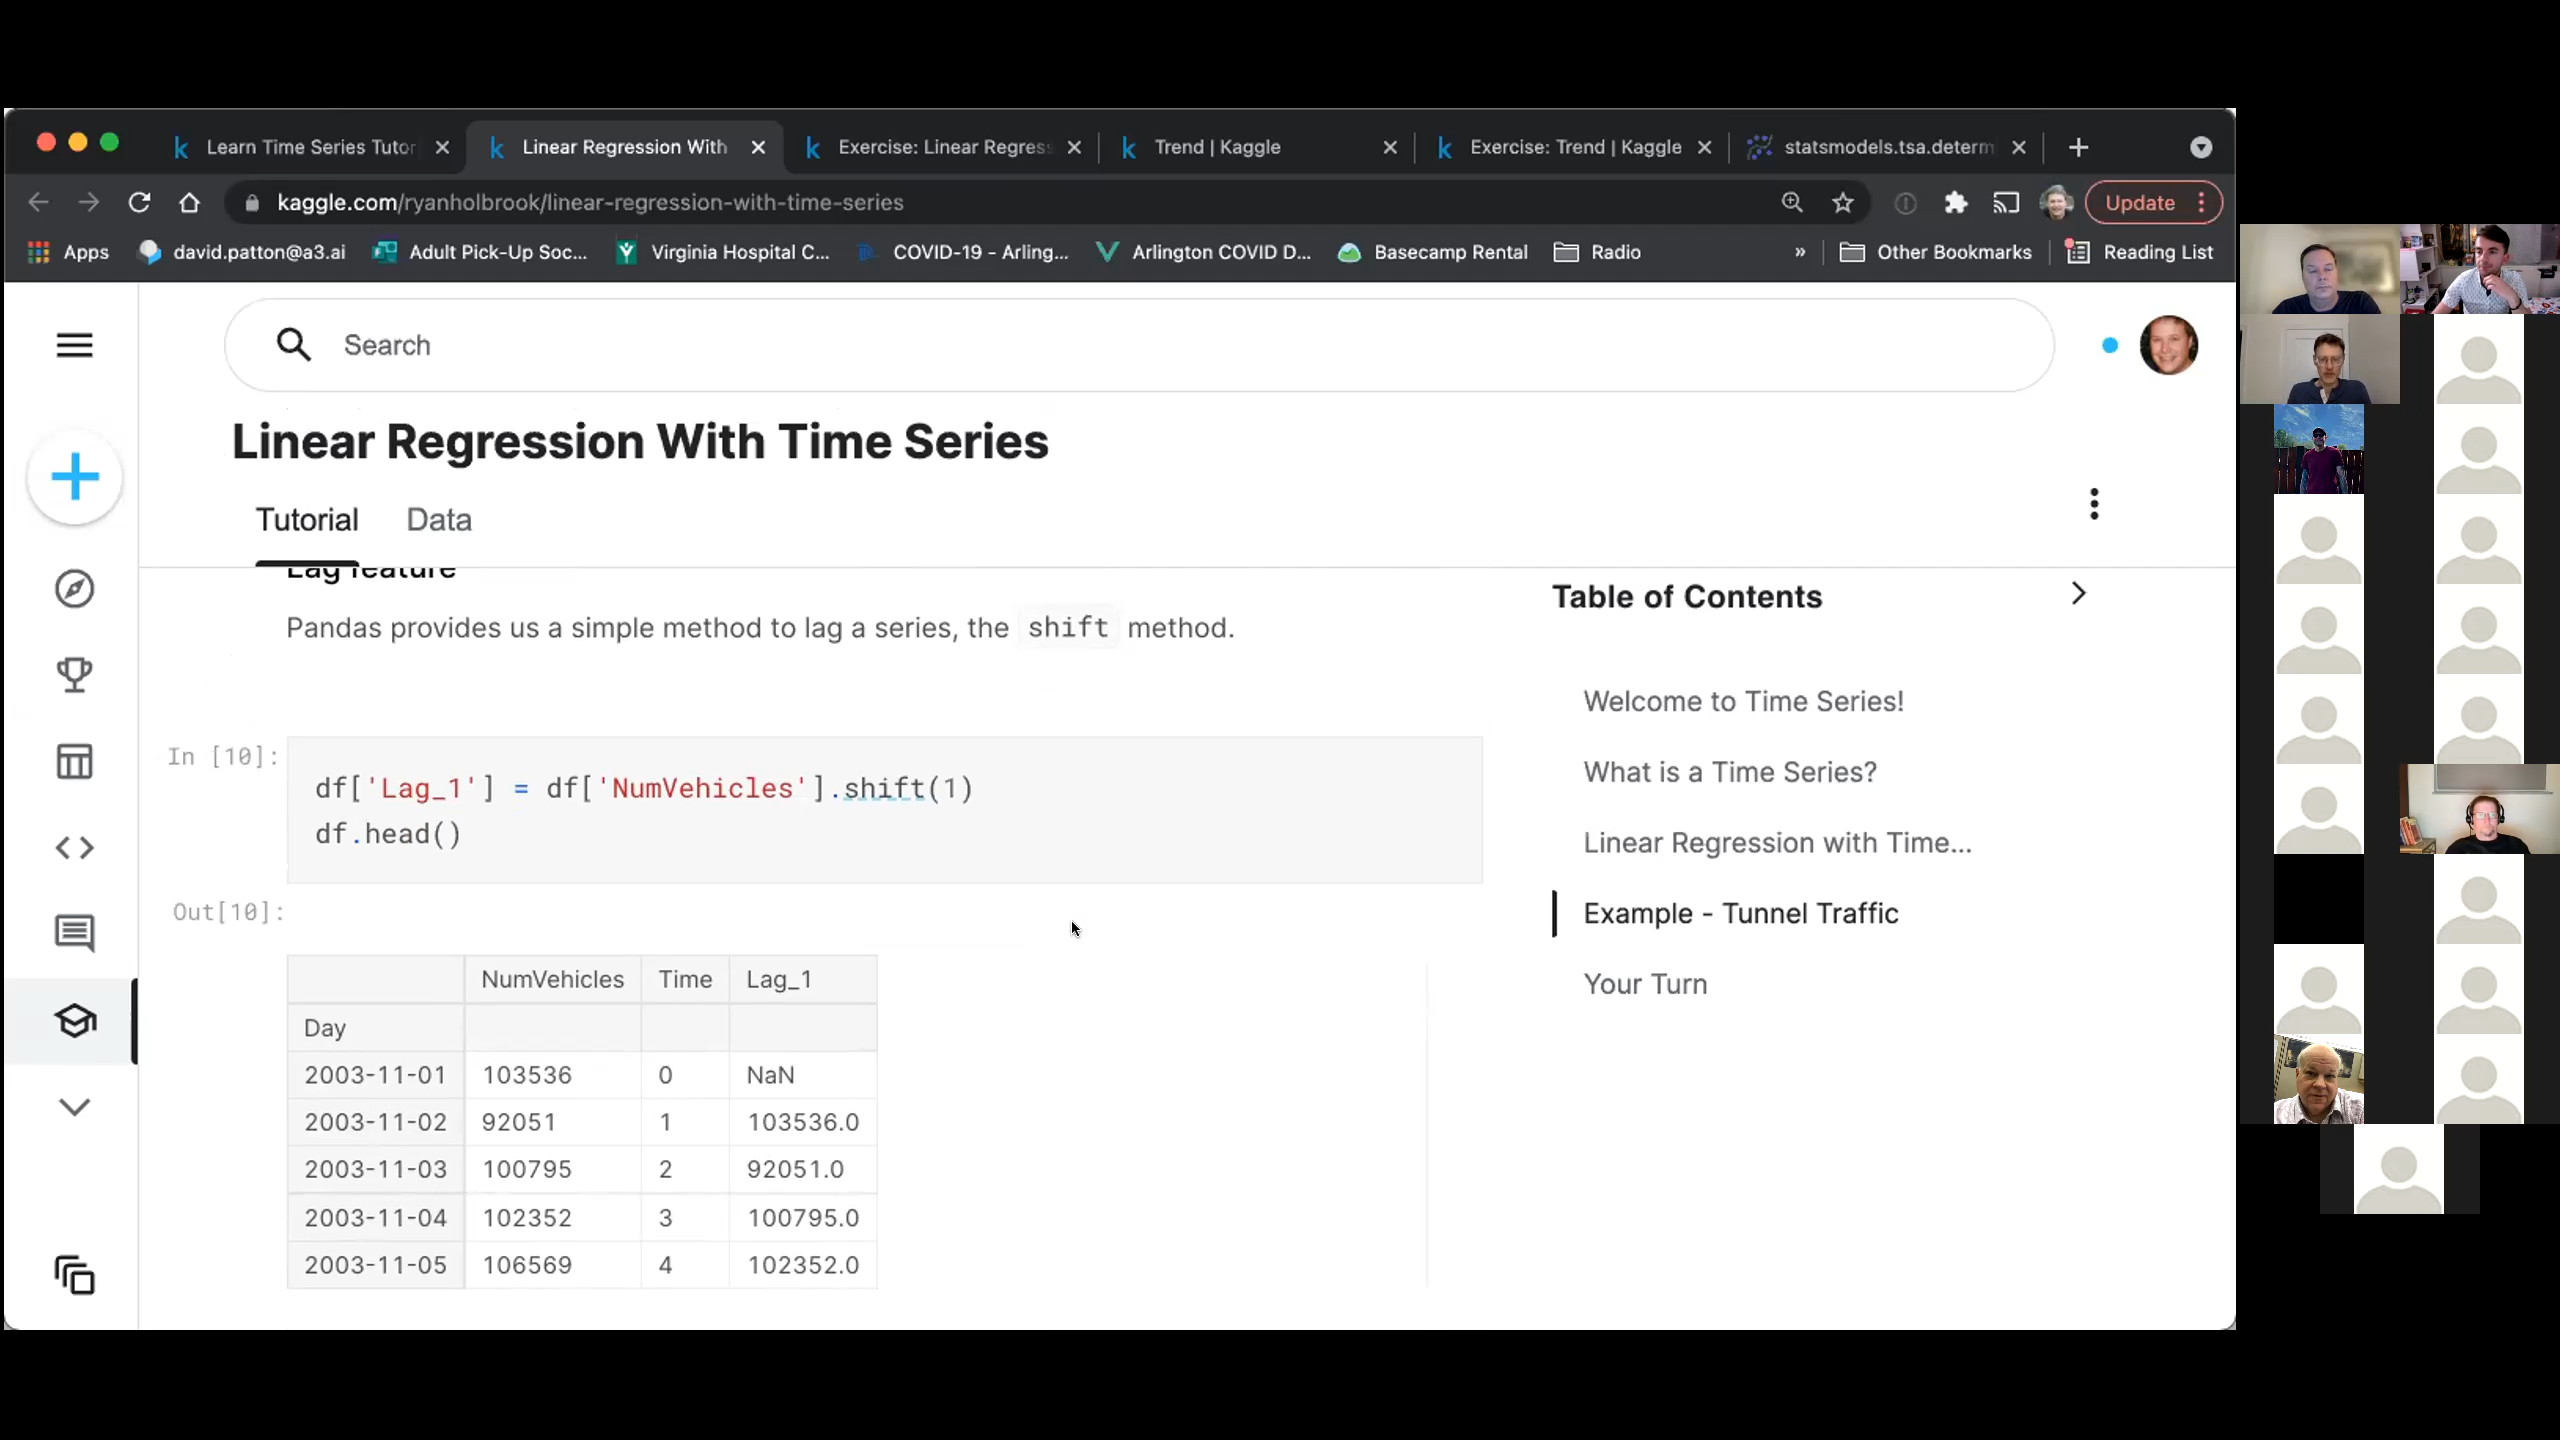 Learn Time Series Tutor
Linear Regression With
Exercise: Linear Regress
Trend | Kaggle
Exercise: Trend | Kaggle
statsmodels.tsa.determ
kaggle.com/ryanholbrook/linear-regression-with-time-series
Update
Apps
david.patton@a3.ai
Adult Pick-Up Soc...
Virginia Hospital C...
COVID-19 - Arling...
Arlington COVID D...
Basecamp Rental
Radio
»
Other Bookmarks
Reading List
Search
Linear Regression With Time Series
Tutorial
Data
Lag feature
Pandas provides us a simple method to lag a series, the shift method.
In [10]:
df['Lag_1'] = df['NumVehicles'].shift(1)
df.head()
Out[10]:
NumVehicles Time Lag_1
Day
2003-11-01 103536 0 NaN
2003-11-02 92051 1 103536.0
2003-11-03 100795 2 92051.0
2003-11-04 102352 3 100795.0
2003-11-05 106569 4 102352.0
Table of Contents
Welcome to Time Series!
What is a Time Series?
Linear Regression with Time...
Example - Tunnel Traffic
Your Turn